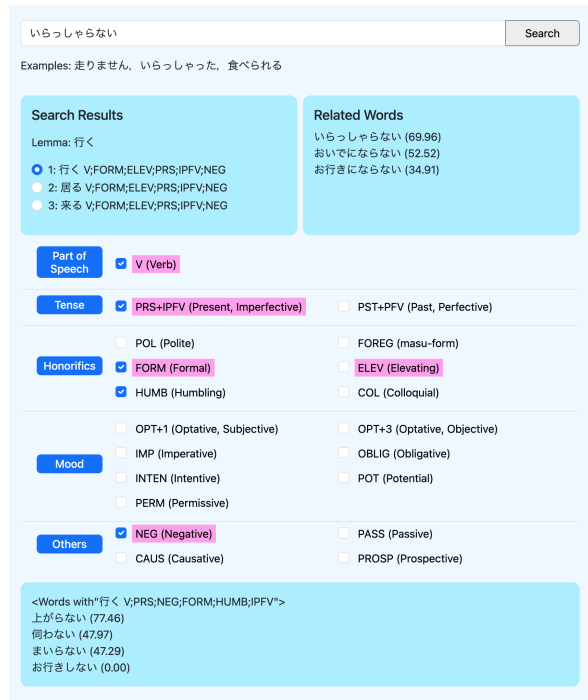 いらっしゃらない
Search
Examples: 走りません, いらっしゃった, 食べられる
Search Results
Lemma: 行く
1: 行く V;FORM;ELEV;PRS;IPFV;NEG
2: 居る V;FORM;ELEV;PRS;IPFV;NEG
3: 来る V;FORM;ELEV;PRS;IPFV;NEG
Related Words
いらっしゃらない (69.96)
おいでにならない (52.52)
お行きにならない (34.91)
Part of
Speech
V (Verb)
Tense
PRS+IPFV (Present, Imperfective)
PST+PFV (Past, Perfective)
Honorifics
POL (Polite)
FOREG (masu-form)
FORM (Formal)
ELEV (Elevating)
HUMB (Humbling)
COL (Colloquial)
Mood
OPT+1 (Optative, Subjective)
OPT+3 (Optative, Objective)
IMP (Imperative)
OBLIG (Obligative)
INTEN (Intentive)
POT (Potential)
PERM (Permissive)
Others
NEG (Negative)
PASS (Passive)
CAUS (Causative)
PROSP (Prospective)
<Words with"行く V;PRS;NEG;FORM;HUMB;IPFV">
上がらない (77.46)
伺わない (47.97)
まいらない (47.29)
お行きしない (0.00)